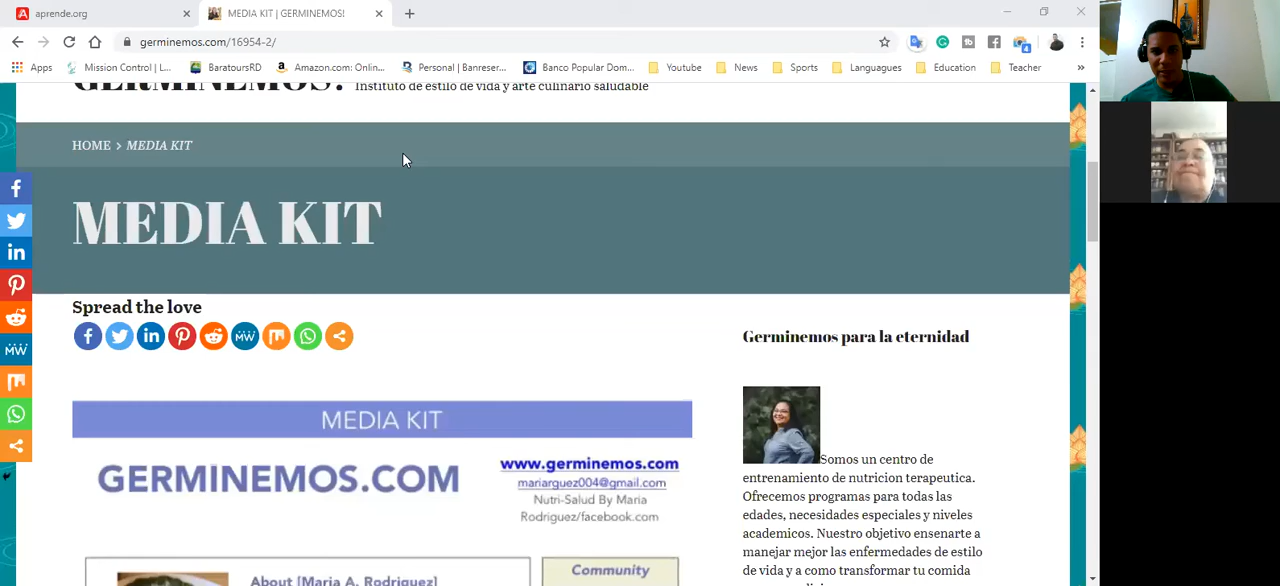 aprende.org
MEDIA KIT | GERMINEMOS!
germinemos.com/16954-2/
Apps
Mission Control | L...
BaratoursRD
Amazon.com: Onlin...
Personal | Banreser...
Banco Popular Dom...
Youtube
News
Sports
Languagues
Education
Teacher
»
GERMINEMOS! Instituto de estilo de vida y arte culinario saludable
HOME > MEDIA KIT
MEDIA KIT
Spread the love
MW
MW
Germinemos para la eternidad
Somos un centro de
entrenamiento de nutricion terapeutica.
Ofrecemos programas para todas las
edades, necesidades especiales y niveles
academicos. Nuestro objetivo ensenarte a
manejar mejor las enfermedades de estilo
de vida y a como transformar tu comida
MEDIA KIT
GERMINEMOS.COM
www.germinemos.com
mariarguez004@gmail.com
Nutri-Salud By Maria
Rodriguez/facebook.com
About [Maria A. Rodriguez]
Community